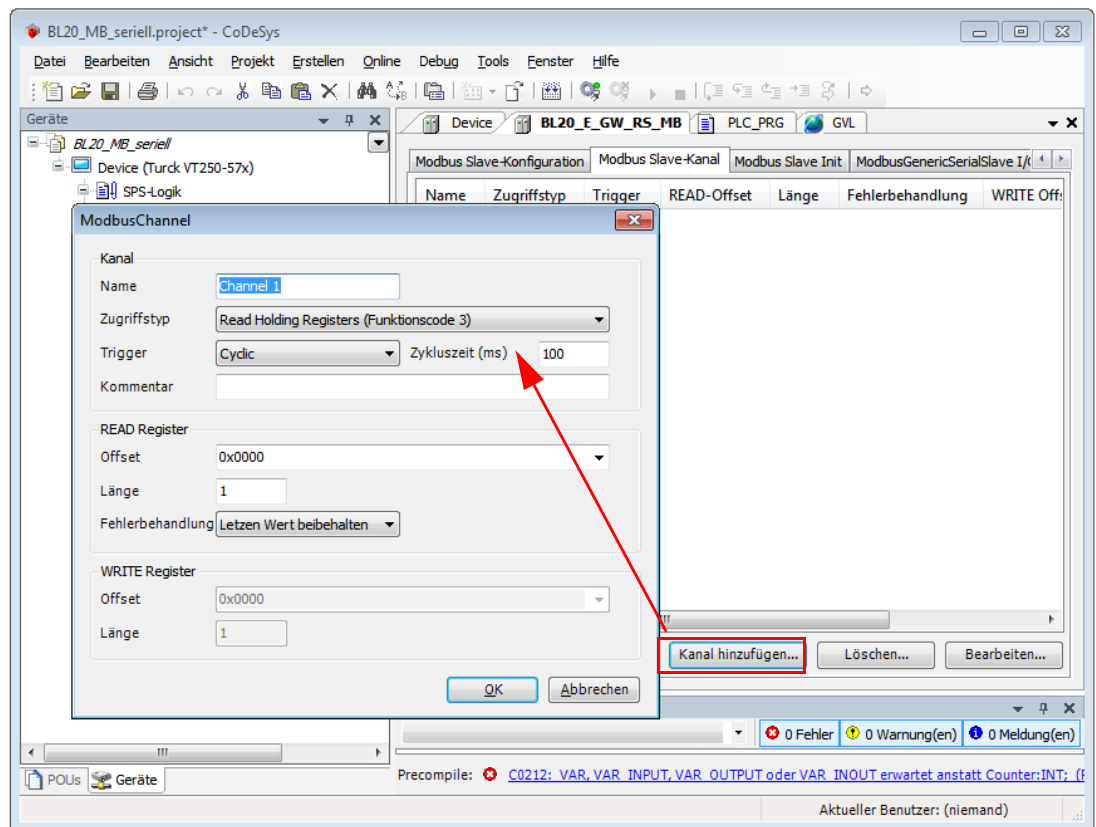 BL20_MB_seriell.project* - CoDeSys
Datei Bearbeiten Ansicht Projekt Erstellen Online Debug Tools Fenster Hilfe
Geräte
Device BL20_E_GW_RS_MB PLC_PRG GVL
BL20_MB_seriell
Device (Turck VT250-57x)
SPS-Logik
Modbus Slave-Konfiguration Modbus Slave-Kanal Modbus Slave Init ModbusGenericSerialSlave I/(
Name Zugriffstyp Trigger READ-Offset Länge Fehlerbehandlung WRITE Offs
ModbusChannel
Kanal
Name Channel 1
Zugriffstyp Read Holding Registers (Funktionscode 3)
Trigger Cyclic Zykluszeit (ms) 100
Kommentar
READ Register
Offset 0x0000
Länge 1
Fehlerbehandlung Letzen Wert beibehalten
WRITE Register
Offset 0x0000
Länge 1
OK Abbrechen
Kanal hinzufügen... Löschen... Bearbeiten...
0 Fehler 0 Warnung(en) 0 Meldung(en)
POUs Geräte
Precompile: C0212: VAR, VAR_INPUT, VAR_OUTPUT oder VAR_INOUT erwartet anstatt Counter:INT; (F
Aktueller Benutzer: (niemand)